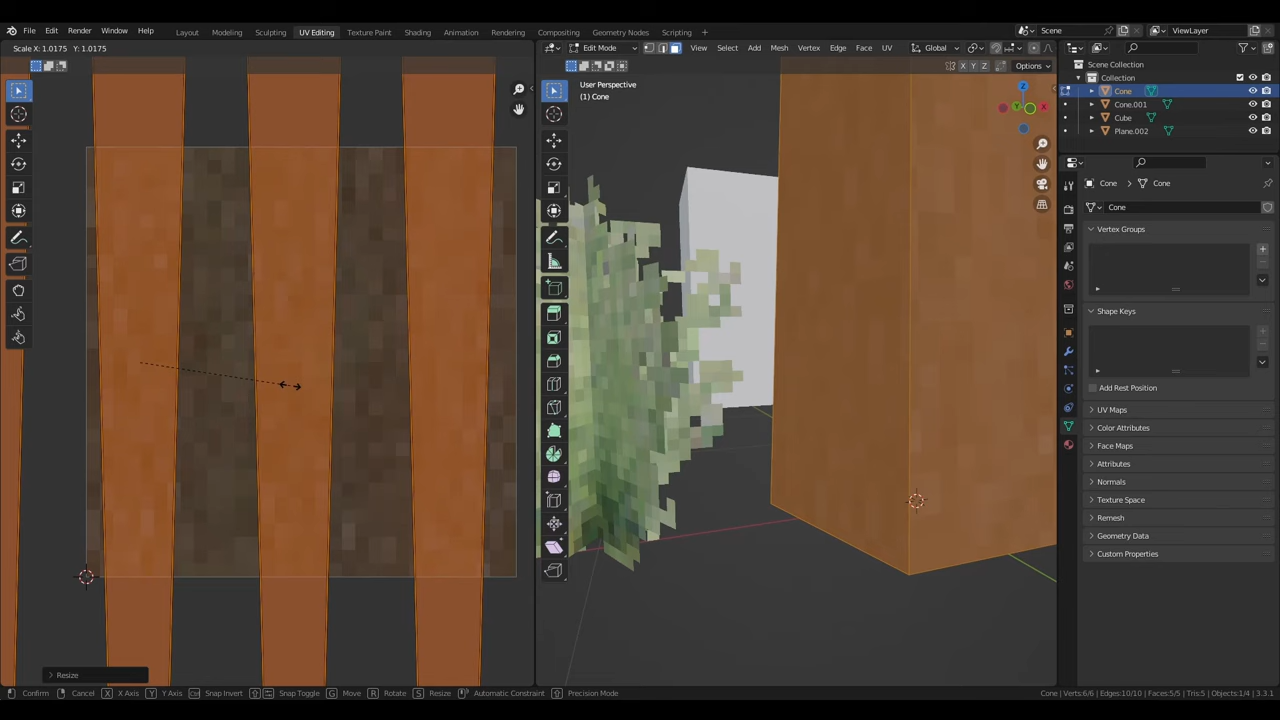 File Edit Render Window Help Layout Modeling Sculpting UV Editing Texture Paint Shading Animation Rendering Compositing Geometry Nodes Scripting Scene ViewLayer
Scale X: 1.0175 Y: 1.0175
Edit Mode View Select Add Mesh Vertex Edge Face UV Global
X Y Z Options
User Perspective
(1) Cone
Scene Collection
Collection
Cone
Cone.001
Cube
Plane.002
Cone Cone
Cone
Vertex Groups
Shape Keys
Add Rest Position
UV Maps
Color Attributes
Face Maps
Attributes
Normals
Texture Space
Remesh
Geometry Data
Custom Properties
Resize
Confirm Cancel X X Axis Y Y Axis Snap Invert Snap Toggle G Move R Rotate S Resize Automatic Constraint Precision Mode
Cone | Verts:6/6 | Edges:10/10 | Faces:5/5 | Tris:5 | Objects:1/4 | 3.3.1